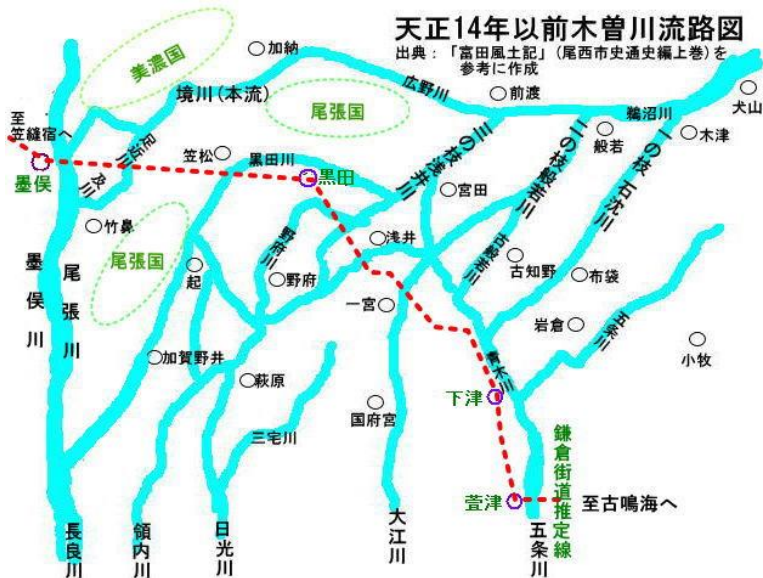 天正14年以前木曽川流路図
出典：「富田風土記」(尾西市史通史編上巻)を
参考に作成
加納
美濃国
境川(本流)
広野川
尾張国
前渡
鵜沼川
犬山
木津
般若
至
笠縫宿へ
墨俣
足近川
及川
笠松
黒田川
黒田
三の枝浅井川
二の枝般若川
一の枝石沈川
宮田
竹鼻
尾張国
起
野府川
野府
浅井
古般若川
古知野
布袋
墨俣川
尾張川
一宮
岩倉
五条川
小牧
加賀野井
萩原
青木川
下津
国府宮
三宅川
鎌倉街道推定線
萱津
至古鳴海へ
長良川
領内川
日光川
大江川
五条川